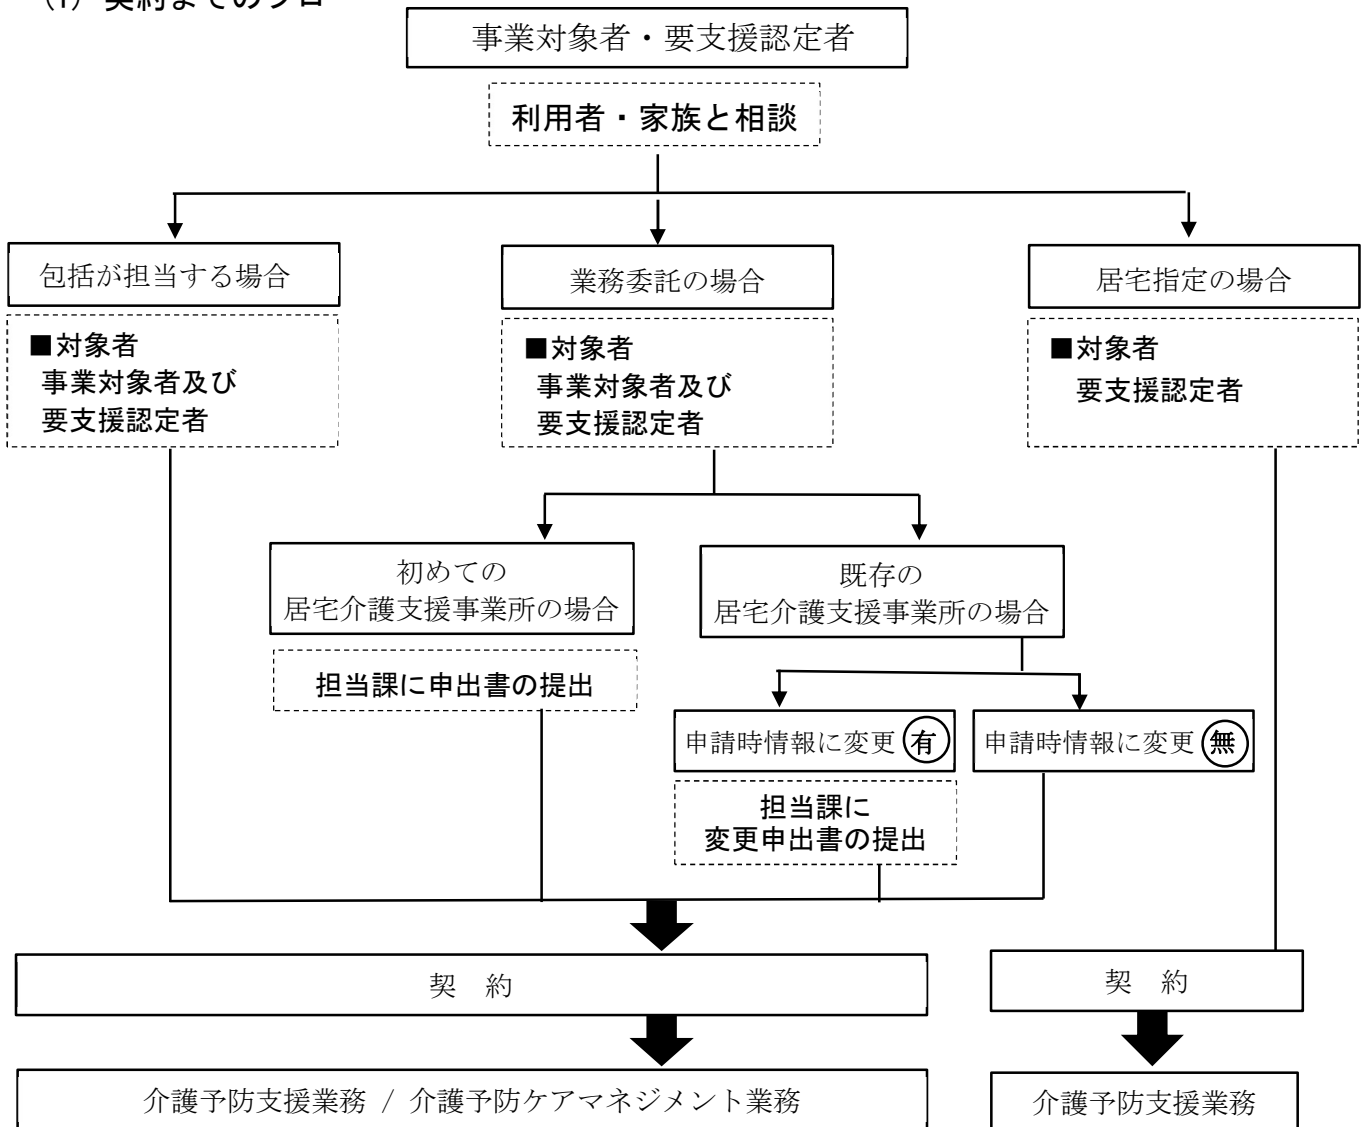 (1) 契約までのフロー
事業対象者・要支援認定者
利用者・家族と相談
包括が担当する場合
業務委託の場合
居宅指定の場合
■対象者
事業対象者及び
要支援認定者
■対象者
事業対象者及び
要支援認定者
■対象者
要支援認定者
初めての
居宅介護支援事業所の場合
既存の
居宅介護支援事業所の場合
担当課に申出書の提出
申請時情報に変更 有
申請時情報に変更 無
担当課に
変更申出書の提出
契 約
契 約
介護予防支援業務 / 介護予防ケアマネジメント業務
介護予防支援業務